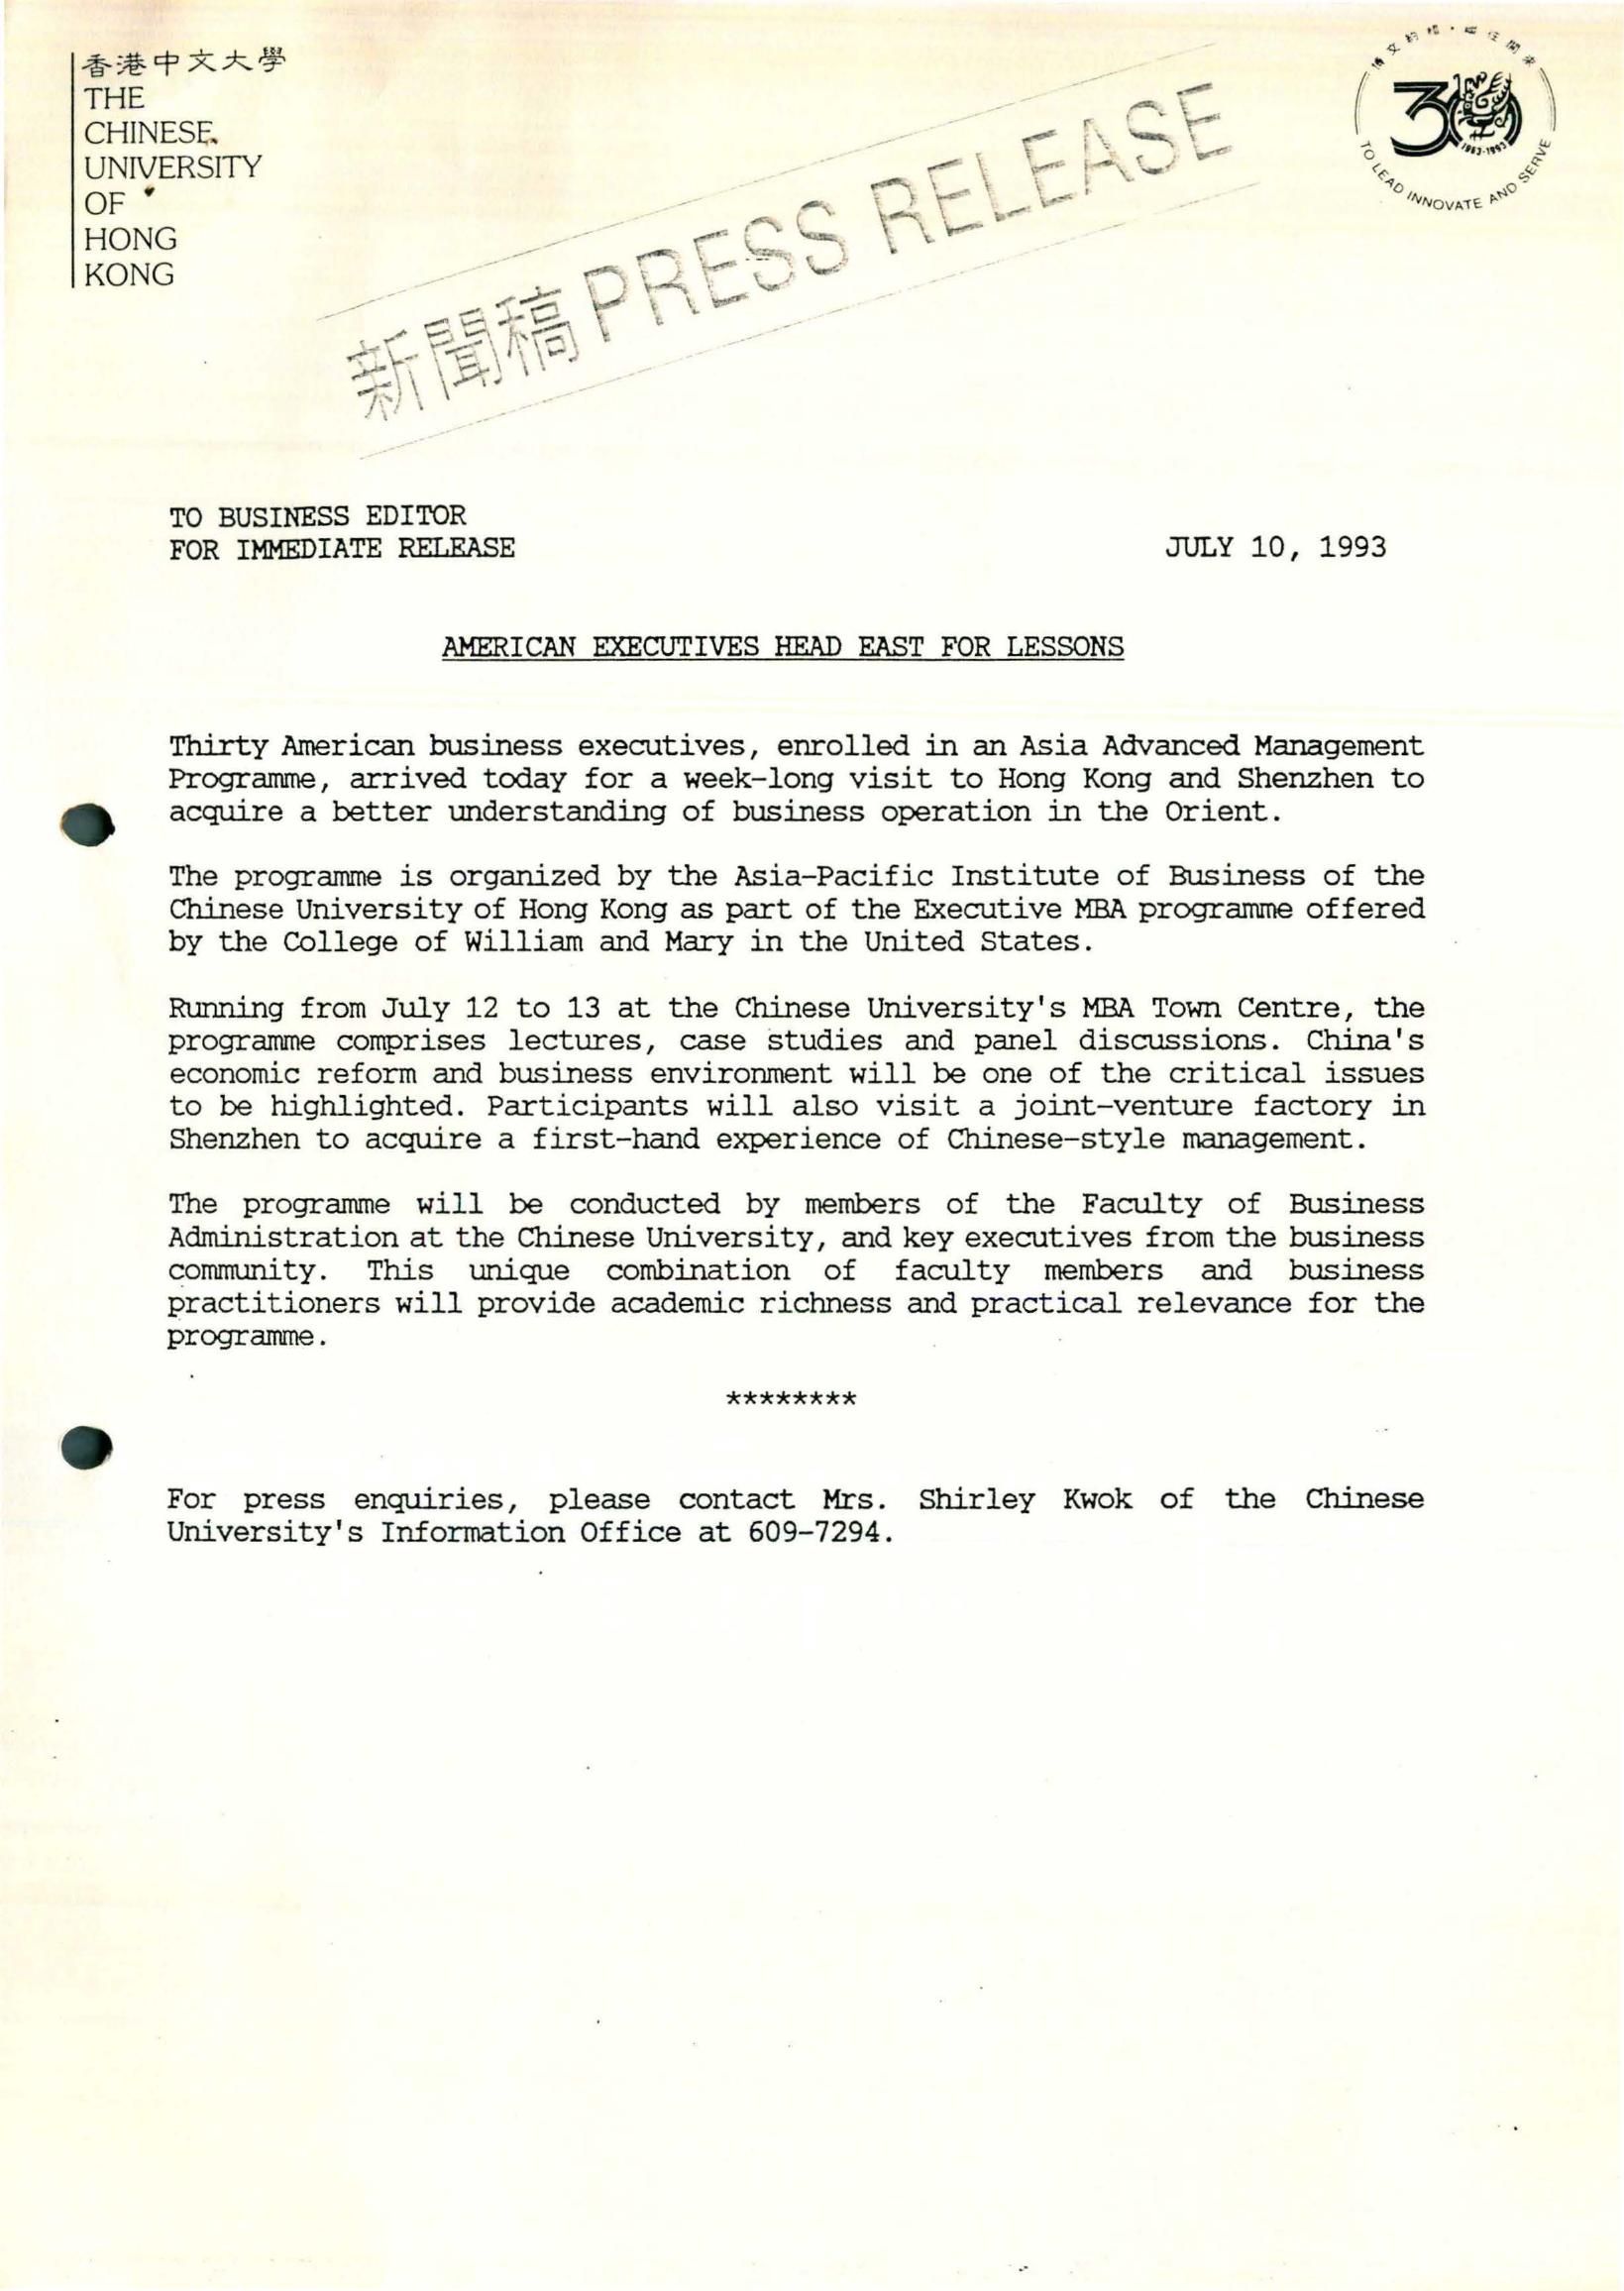 香港中文大學
THE
CHINESE
UNIVERSITY
OF
HONG
KONG
博文約禮·繼往開來
30
1963-1993
TO LEAD INNOVATE AND SERVE
新聞稿 PRESS RELEASE
TO BUSINESS EDITOR
FOR IMMEDIATE RELEASE JULY 10, 1993
AMERICAN EXECUTIVES HEAD EAST FOR LESSONS
Thirty American business executives, enrolled in an Asia Advanced Management
Programme, arrived today for a week-long visit to Hong Kong and Shenzhen to
acquire a better understanding of business operation in the Orient.
The programme is organized by the Asia-Pacific Institute of Business of the
Chinese University of Hong Kong as part of the Executive MBA programme offered
by the College of William and Mary in the United States.
Running from July 12 to 13 at the Chinese University's MBA Town Centre, the
programme comprises lectures, case studies and panel discussions. China's
economic reform and business environment will be one of the critical issues
to be highlighted. Participants will also visit a joint-venture factory in
Shenzhen to acquire a first-hand experience of Chinese-style management.
The programme will be conducted by members of the Faculty of Business
Administration at the Chinese University, and key executives from the business
community. This unique combination of faculty members and business
practitioners will provide academic richness and practical relevance for the
programme.
********
For press enquiries, please contact Mrs. Shirley Kwok of the Chinese
University's Information Office at 609-7294.